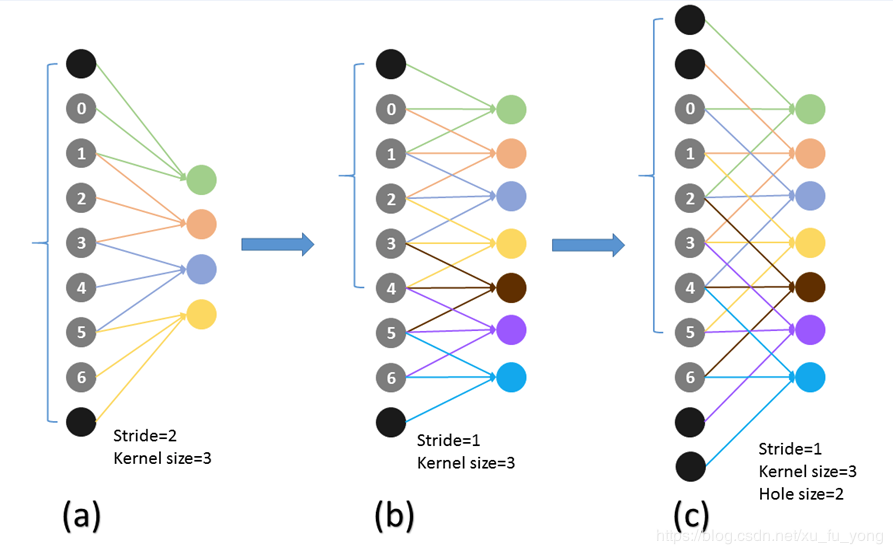 0
1
2
3
4
5
6
Stride=2
Kernel size=3
(a)
0
1
2
3
4
5
6
Stride=1
Kernel size=3
(b)
0
1
2
3
4
5
6
Stride=1
Kernel size=3
Hole size=2
(c)
https://blog.csdn.net/xu_fu_yong